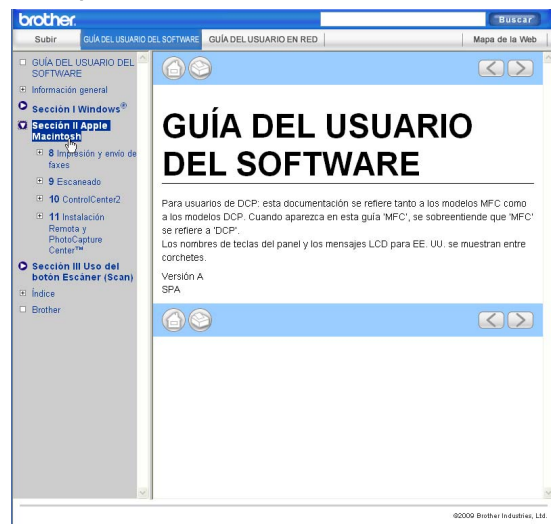 brother.
Buscar
Subir
GUÍA DEL USUARIO DEL SOFTWARE
GUÍA DEL USUARIO EN RED
Mapa de la Web
GUÍA DEL USUARIO DEL
SOFTWARE
Información general
Sección I Windows®
Sección II Apple
Macintosh
8 Impresión y envío de
faxes
9 Escaneado
10 ControlCenter2
11 Instalación
Remota y
PhotoCapture
Center™
Sección III Uso del
botón Escáner (Scan)
Índice
Brother
GUÍA DEL USUARIO
DEL SOFTWARE
Para usuarios de DCP: esta documentación se refiere tanto a los modelos MFC como
a los modelos DCP. Cuando aparezca en esta guía 'MFC', se sobreentiende que 'MFC'
se refiere a 'DCP'.
Los nombres de teclas del panel y los mensajes LCD para EE. UU. se muestran entre
corchetes.
Versión A
SPA
©2009 Brother Industries, Ltd.